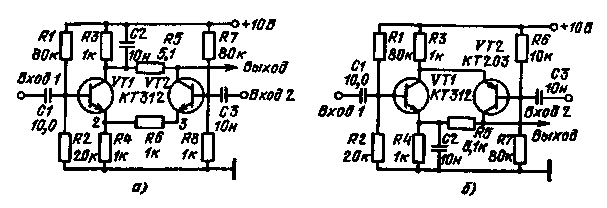 +10В
R1
80к
R3
1к
C2
10н
R5
5,1
R7
80к
Выход
Вход 1
C1
10,0
VT1 VT2
КТ312
Вход 2
C3
10н
2
3
R2
20к
R4
1к
R6
1к
R8
1к
а)
+10В
R1
80к
R3
1к
VT2
КТ203
R6
10к
C1
10,0
VT1
КТ312
C3
10н
Вход 1
Вход 2
Выход
R2
20к
R4
1к
C2
10н
R5
5,1к
R7
80к
б)